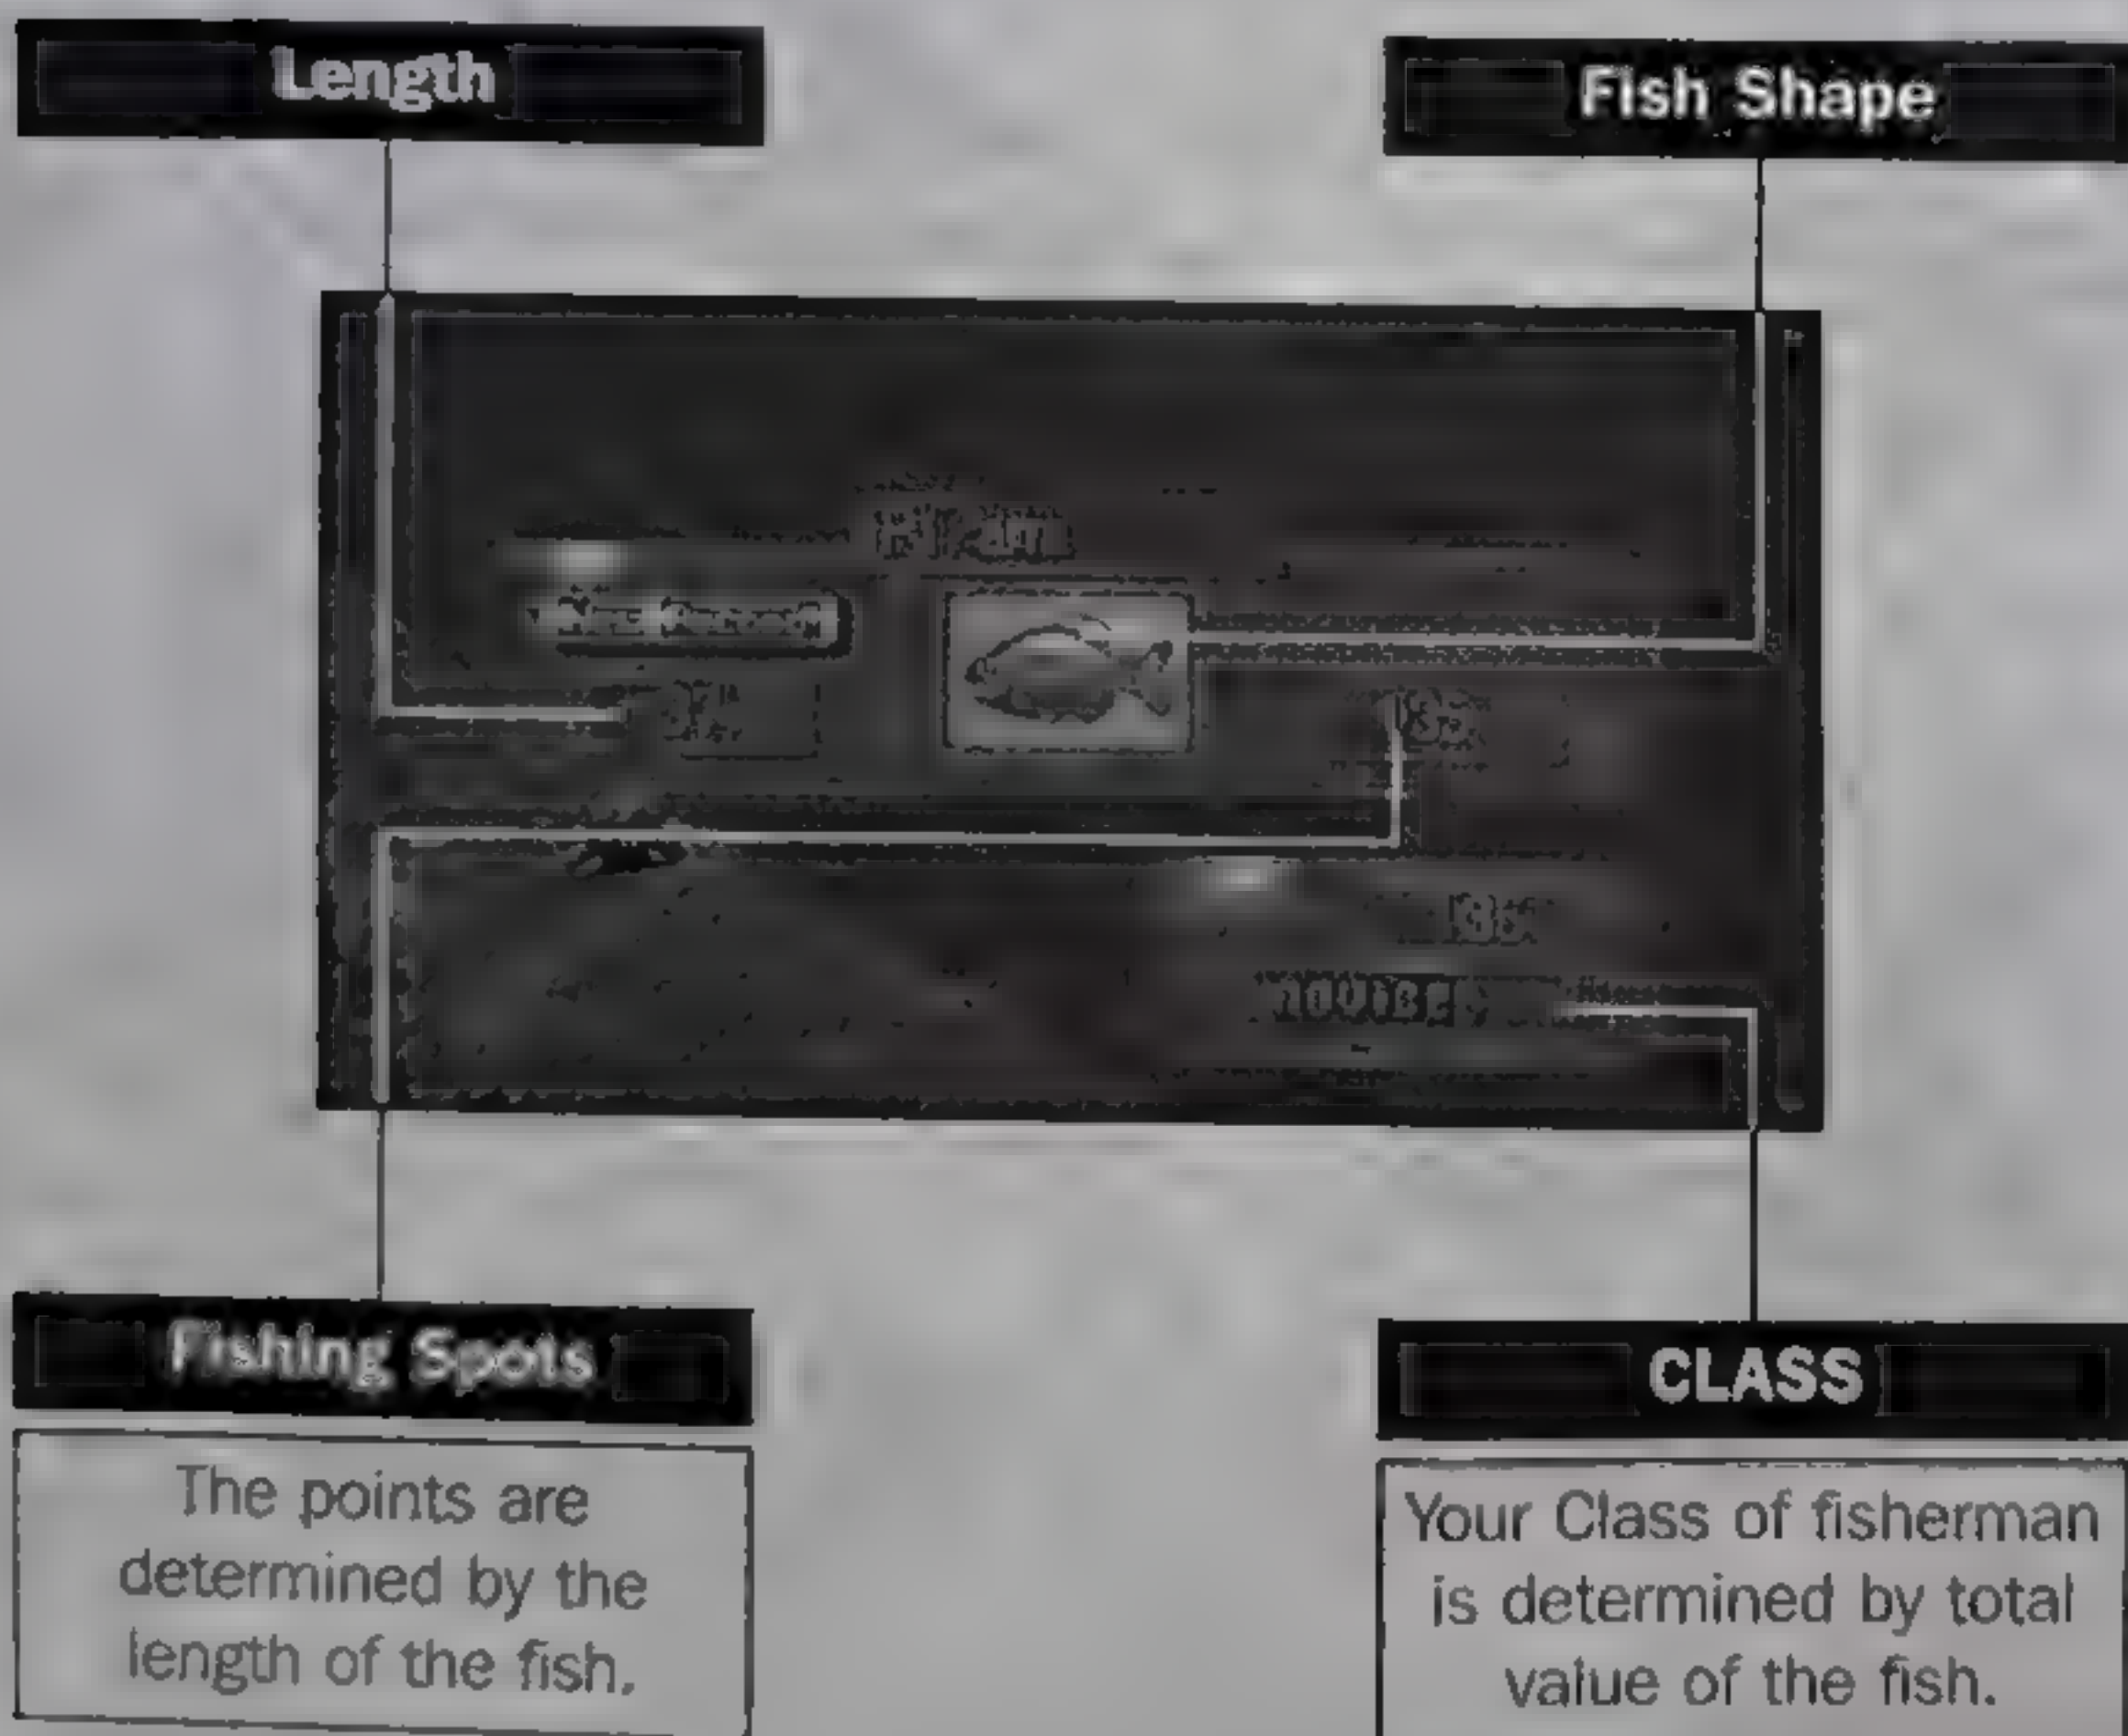 Length
Fish Shape
Fishing Spots
The points are
determined by the
length of the fish.
CLASS
Your Class of fisherman
is determined by total
value of the fish.